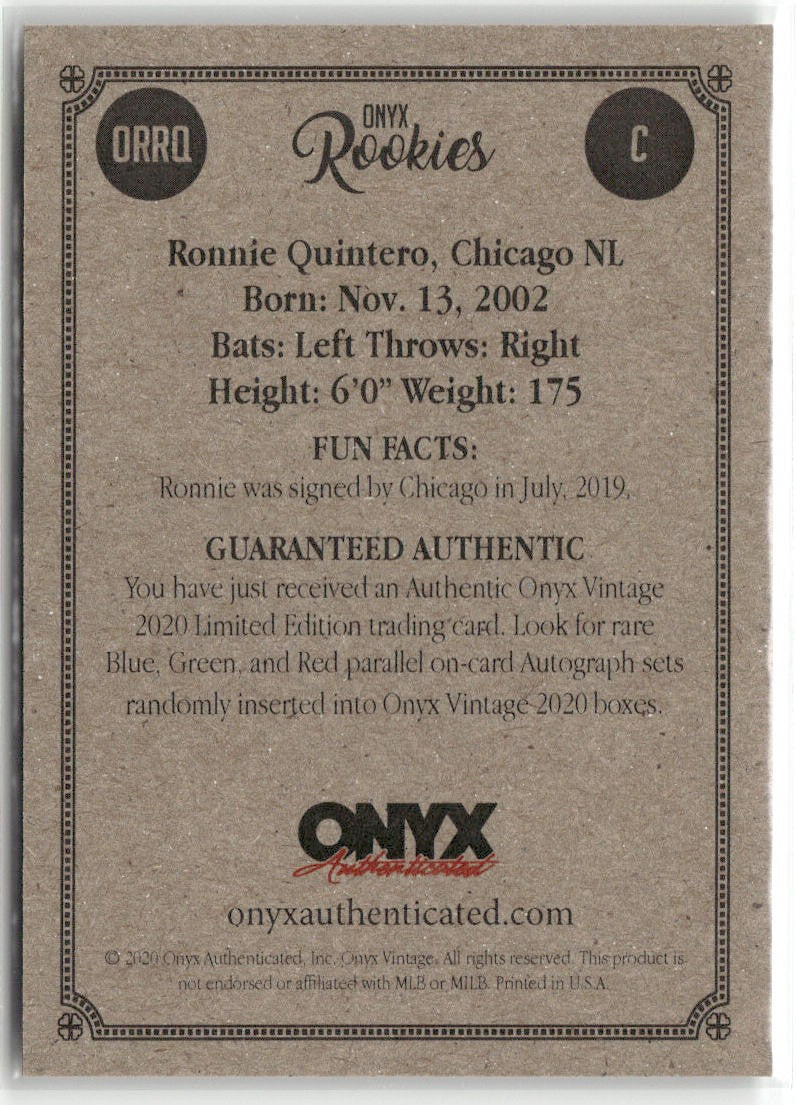 ORRQ
ONYX
C
Rookies
Ronnie Quintero, Chicago NL
Born: Nov. 13, 2002
Bats: Left Throws: Right
Height: 6'0” Weight: 175
FUN FACTS:
Ronnie was signed by Chicago in July, 2019.
GUARANTEED AUTHENTIC
You have just received an Authentic Onyx Vintage
2020 Limited Edition trading card. Look for rare
Blue, Green, and Red parallel on-card Autograph sets
randomly inserted into Onyx Vintage 2020 boxes.
ONYX
Authenticated
onyxauthenticated.com
© 2020 Onyx Authenticated, Inc. Onyx Vintage. All rights reserved. This product is
not endorsed or affiliated with MLB or MILB. Printed in U.S.A.